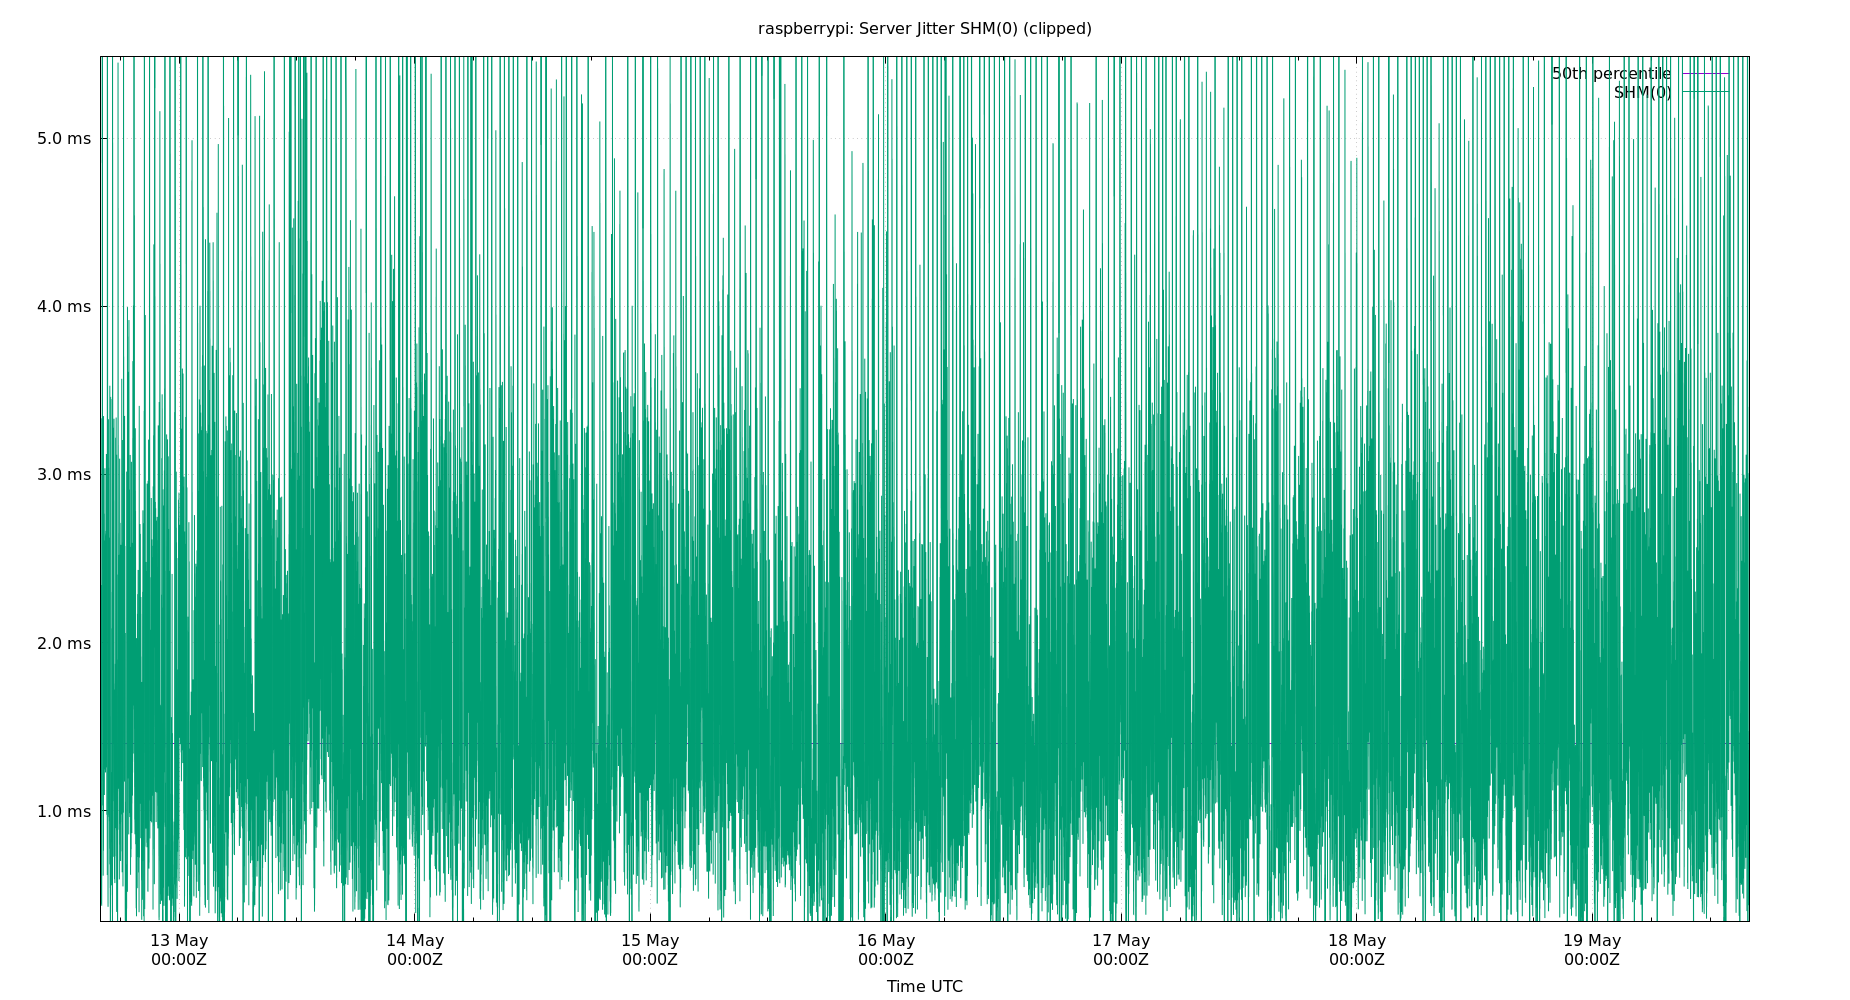 raspberrypi: Server Jitter SHM(0) (clipped)
50th percentile
SHM(0)
5.0 ms
4.0 ms
3.0 ms
2.0 ms
1.0 ms
13 May 14 May 15 May 16 May 17 May 18 May 19 May
00:00Z 00:00Z 00:00Z 00:00Z 00:00Z 00:00Z 00:00Z
Time UTC